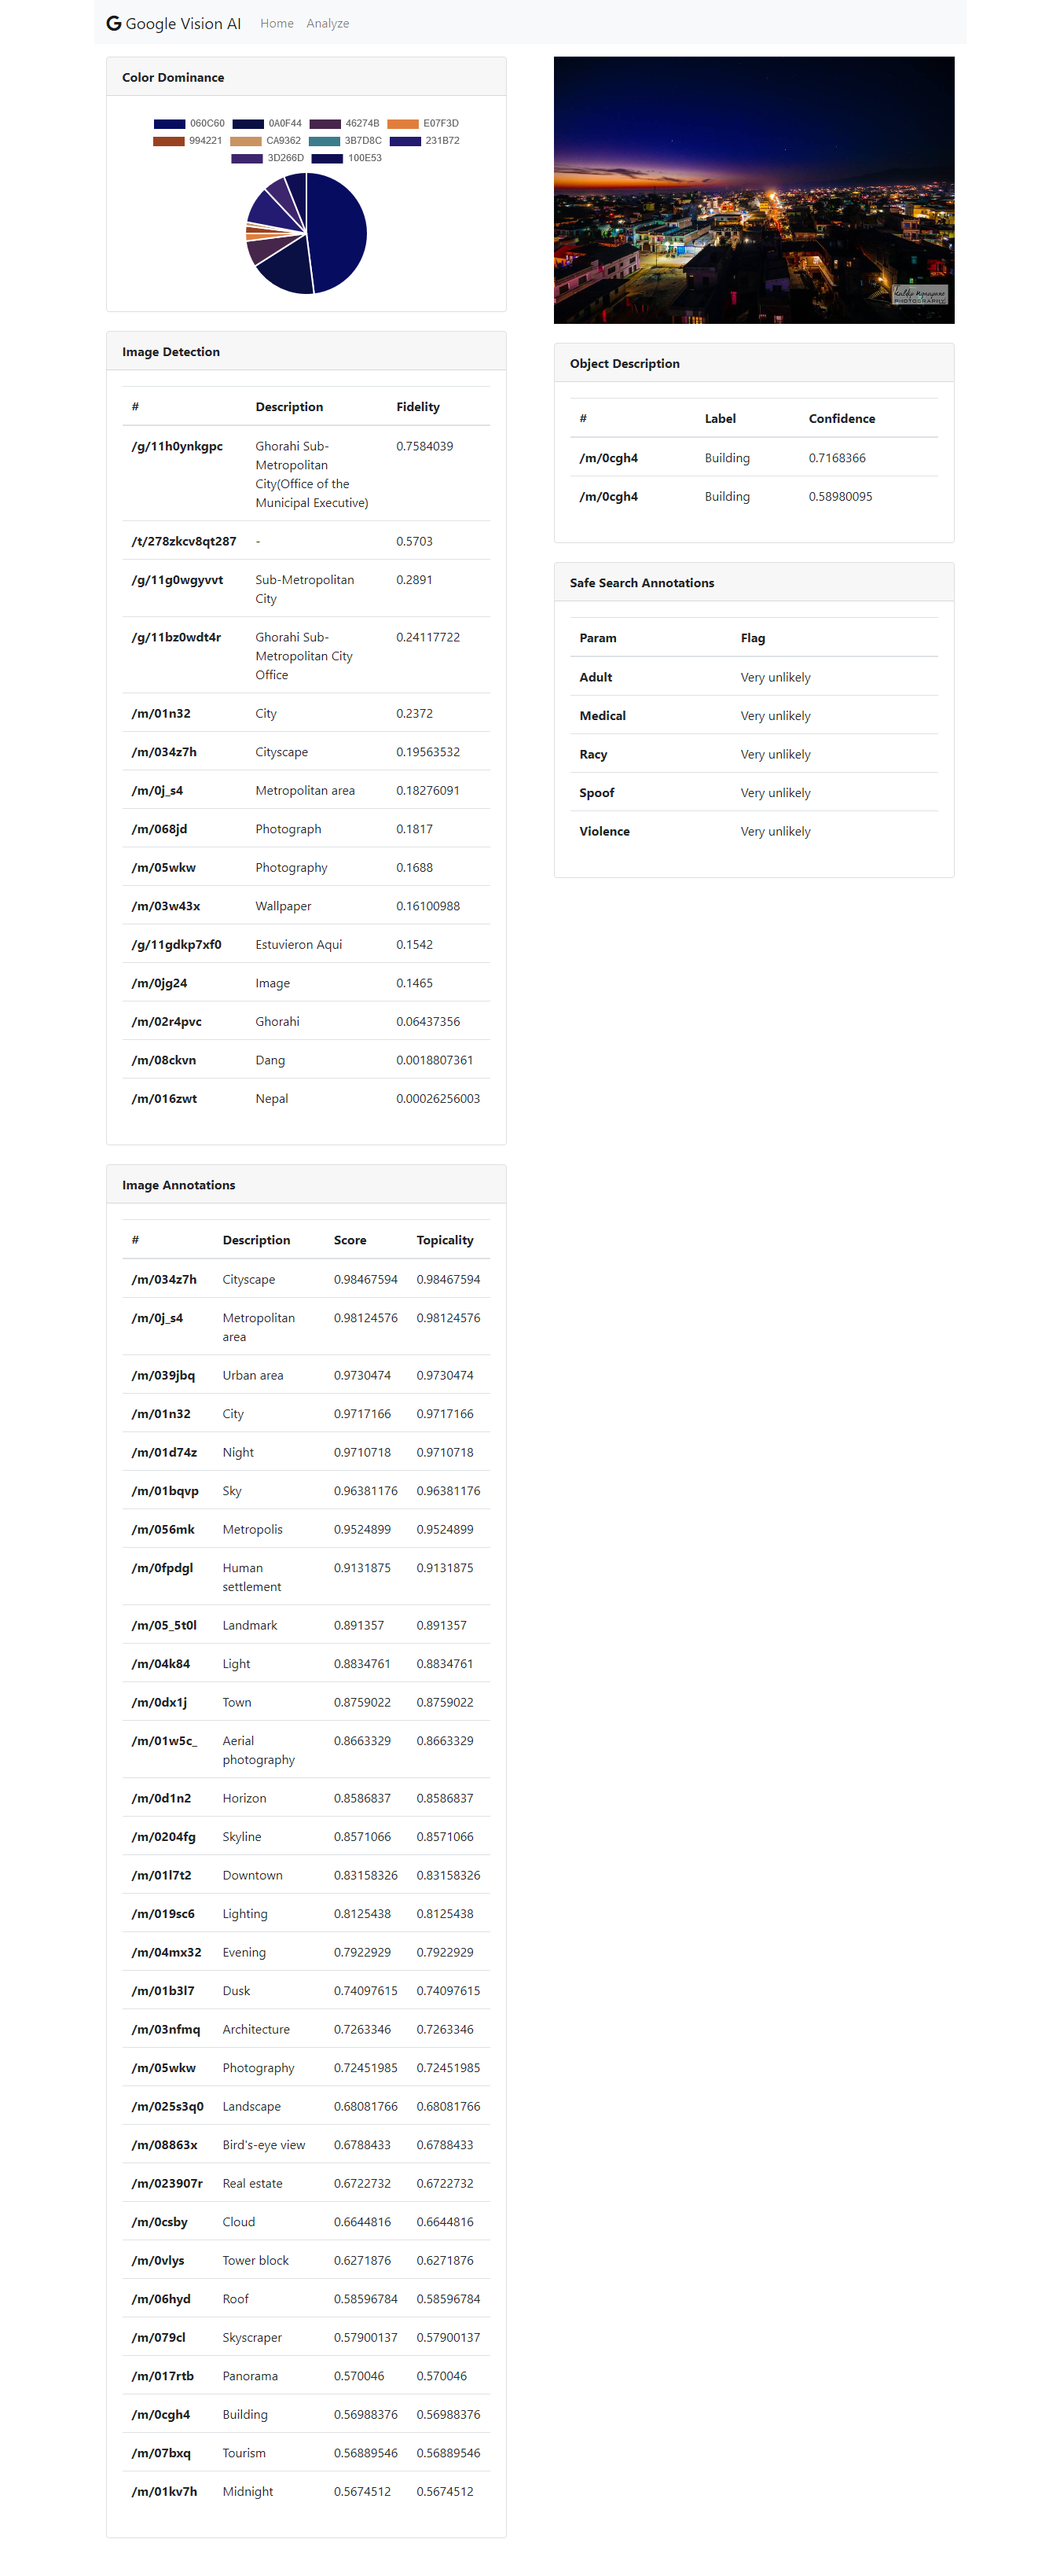 Google Vision AI Home Analyze
Color Dominance
060C60 0A0F44 46274B E07F3D
994221 CA9362 3B7D8C 231B72
3D266D 100E53
Image Detection
# Description Fidelity
/g/11h0ynkgpc Ghorahi Sub- 0.7584039
Metropolitan
City(Office of the
Municipal Executive)
/t/278zkcv8qt287 - 0.5703
/g/11g0wgyvvt Sub-Metropolitan 0.2891
City
/g/11bz0wdt4r Ghorahi Sub- 0.24117722
Metropolitan City
Office
/m/01n32 City 0.2372
/m/034z7h Cityscape 0.19563532
/m/0j_s4 Metropolitan area 0.18276091
/m/068jd Photograph 0.1817
/m/05wkw Photography 0.1688
/m/03w43x Wallpaper 0.16100988
/g/11gdkp7xf0 Estuvieron Aqui 0.1542
/m/0jg24 Image 0.1465
/m/02r4pvc Ghorahi 0.06437356
/m/08ckvn Dang 0.0018807361
/m/016zwt Nepal 0.00026256003
Image Annotations
# Description Score Topicality
/m/034z7h Cityscape 0.98467594 0.98467594
/m/0j_s4 Metropolitan 0.98124576 0.98124576
area
/m/039jbq Urban area 0.9730474 0.9730474
/m/01n32 City 0.9717166 0.9717166
/m/01d74z Night 0.9710718 0.9710718
/m/01bqvp Sky 0.96381176 0.96381176
/m/056mk Metropolis 0.9524899 0.9524899
/m/0fpdgl Human 0.9131875 0.9131875
settlement
/m/05_5t0l Landmark 0.891357 0.891357
/m/04k84 Light 0.8834761 0.8834761
/m/0dx1j Town 0.8759022 0.8759022
/m/01w5c_ Aerial 0.8663329 0.8663329
photography
/m/0d1n2 Horizon 0.8586837 0.8586837
/m/0204fg Skyline 0.8571066 0.8571066
/m/01l7t2 Downtown 0.83158326 0.83158326
/m/019sc6 Lighting 0.8125438 0.8125438
/m/04mx32 Evening 0.7922929 0.7922929
/m/01b3l7 Dusk 0.74097615 0.74097615
/m/03nfmq Architecture 0.7263346 0.7263346
/m/05wkw Photography 0.72451985 0.72451985
/m/025s3q0 Landscape 0.68081766 0.68081766
/m/08863x Bird's-eye view 0.6788433 0.6788433
/m/023907r Real estate 0.6722732 0.6722732
/m/0csby Cloud 0.6644816 0.6644816
/m/0vlys Tower block 0.6271876 0.6271876
/m/06hyd Roof 0.58596784 0.58596784
/m/079cl Skyscraper 0.57900137 0.57900137
/m/017rtb Panorama 0.570046 0.570046
/m/0cgh4 Building 0.56988376 0.56988376
/m/07bxq Tourism 0.56889546 0.56889546
/m/01kv7h Midnight 0.5674512 0.5674512
PHOTOGRAPHY
Object Description
# Label Confidence
/m/0cgh4 Building 0.7168366
/m/0cgh4 Building 0.58980095
Safe Search Annotations
Param Flag
Adult Very unlikely
Medical Very unlikely
Racy Very unlikely
Spoof Very unlikely
Violence Very unlikely